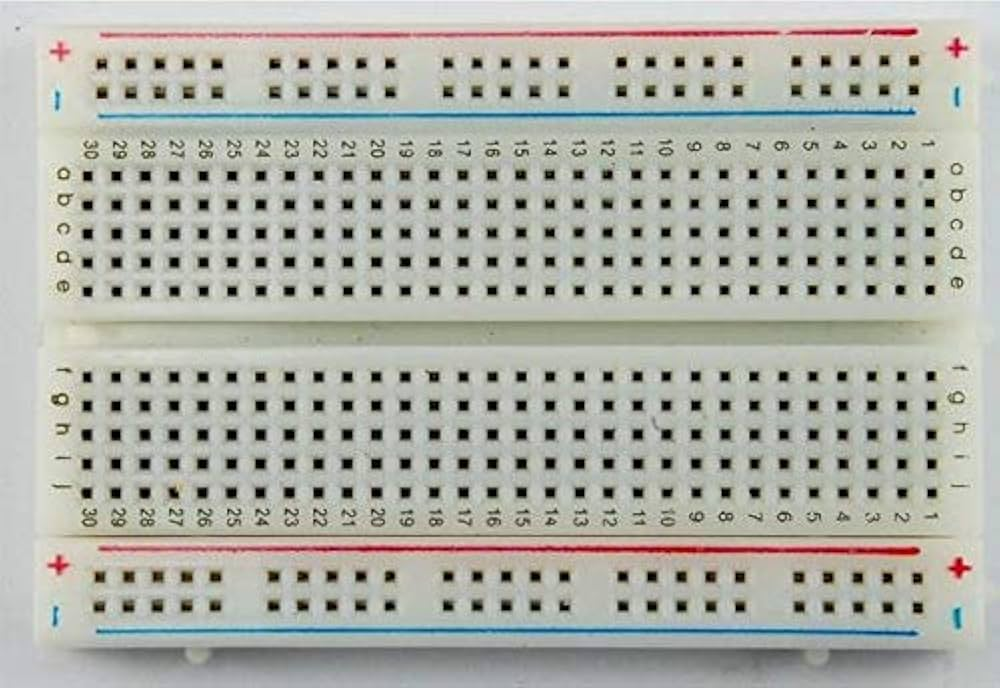 + +
- -
30 29 28 27 26 25 24 23 22 21 20 19 18 17 16 15 14 13 12 11 10 9 8 7 6 5 4 3 2 1
a a
b b
c c
d d
e e
f f
g g
h h
i i
j j
30 29 28 27 26 25 24 23 22 21 20 19 18 17 16 15 14 13 12 11 10 9 8 7 6 5 4 3 2 1
+ +
- -